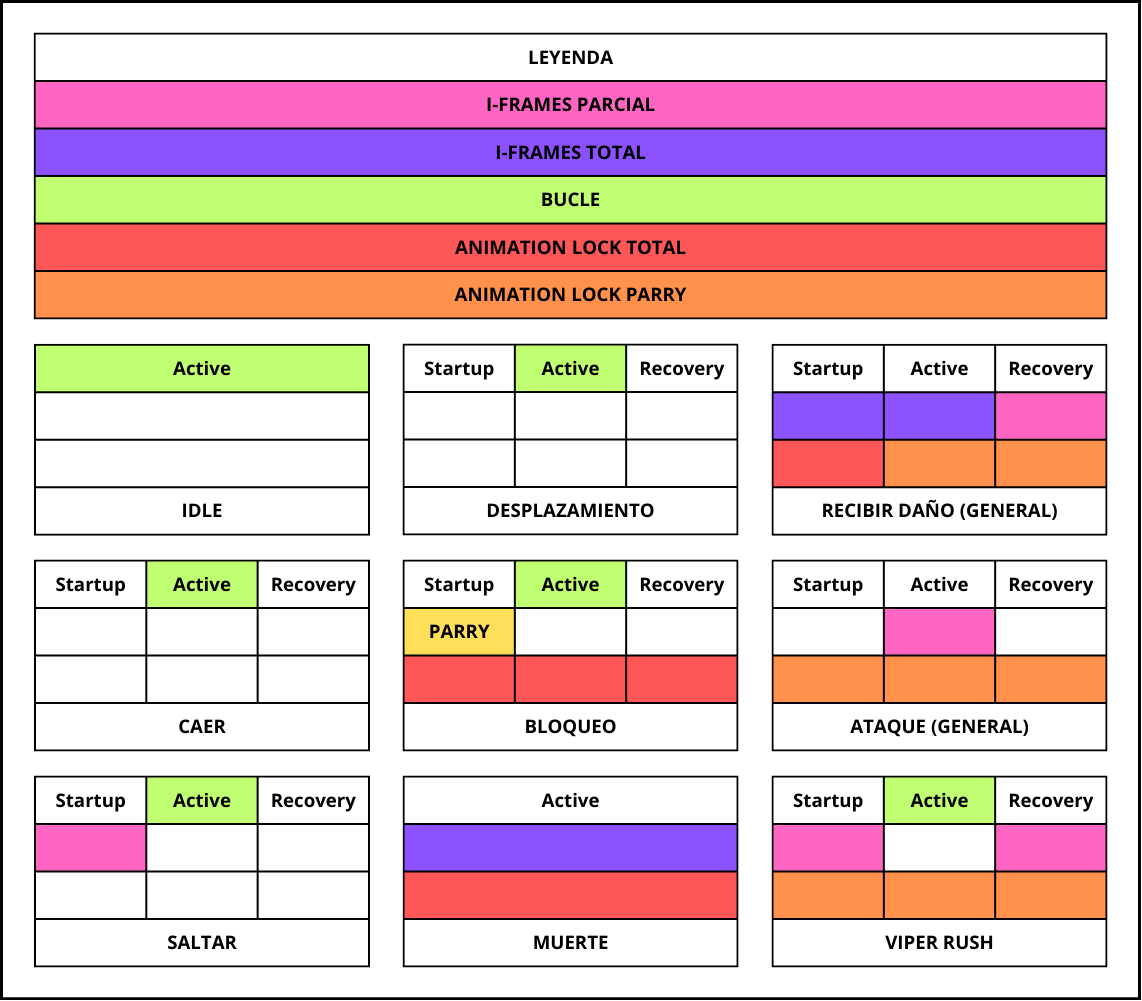 LEYENDA
I-FRAMES PARCIAL
I-FRAMES TOTAL
BUCLE
ANIMATION LOCK TOTAL
ANIMATION LOCK PARRY
Active
IDLE
Startup Active Recovery
DESPLAZAMIENTO
Startup Active Recovery
RECIBIR DAÑO (GENERAL)
Startup Active Recovery
CAER
Startup Active Recovery
PARRY
BLOQUEO
Startup Active Recovery
ATAQUE (GENERAL)
Startup Active Recovery
SALTAR
Active
MUERTE
Startup Active Recovery
VIPER RUSH